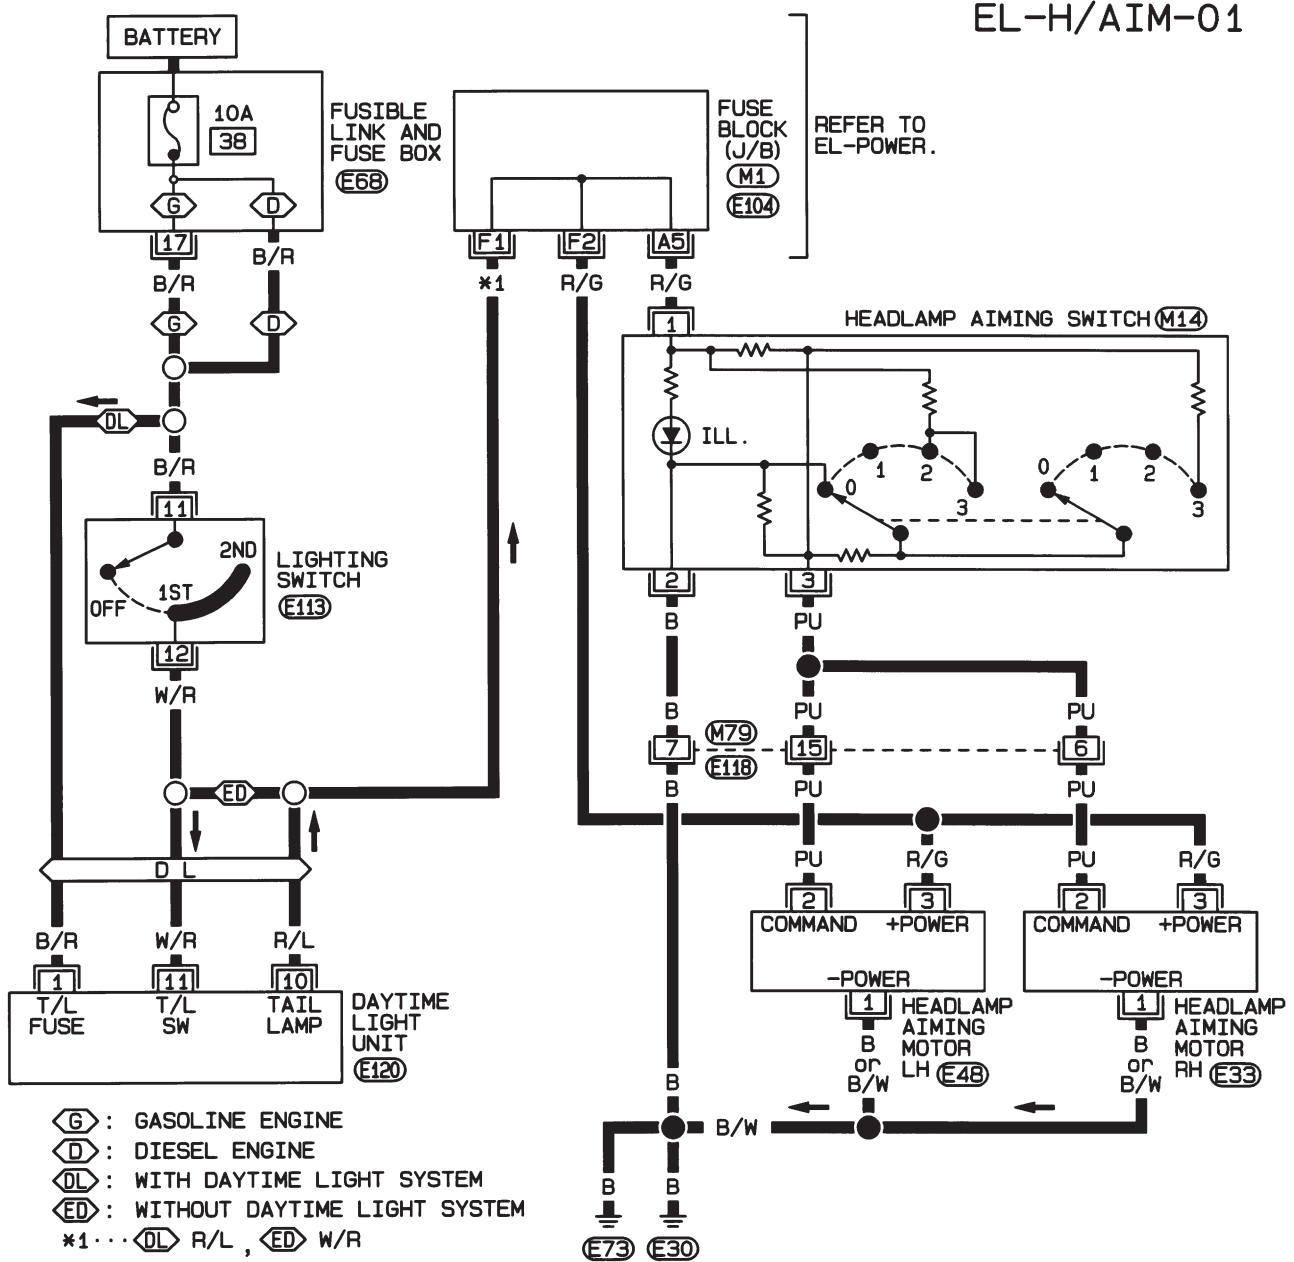 EL-H/AIM-01
BATTERY
10A
38
FUSIBLE
LINK AND
FUSE BOX
E68
G
D
17
B/R
B/R
G
D
FUSE
BLOCK
(J/B)
M1
E104
REFER TO
EL-POWER.
F1
F2
A5
*1
R/G
R/G
1
HEADLAMP AIMING SWITCH
M14
ILL.
0
1
2
3
0
1
2
3
2
3
DL
B/R
11
2ND
1ST
OFF
LIGHTING
SWITCH
E113
12
W/R
ED
D L
B/R
W/R
R/L
1
11
10
T/L
FUSE
T/L
SW
TAIL
LAMP
DAYTIME
LIGHT
UNIT
E120
B
PU
B
PU
PU
7
M79
E118
15
6
B
PU
PU
PU
R/G
PU
R/G
2
3
2
3
COMMAND
+POWER
-POWER
COMMAND
+POWER
-POWER
1
HEADLAMP
AIMING
MOTOR
LH
E48
1
HEADLAMP
AIMING
MOTOR
RH
E33
B
or
B/W
B
or
B/W
B
B/W
B
B
E73
E30
G : GASOLINE ENGINE
D : DIESEL ENGINE
DL : WITH DAYTIME LIGHT SYSTEM
ED : WITHOUT DAYTIME LIGHT SYSTEM
*1··· DL R/L , ED W/R